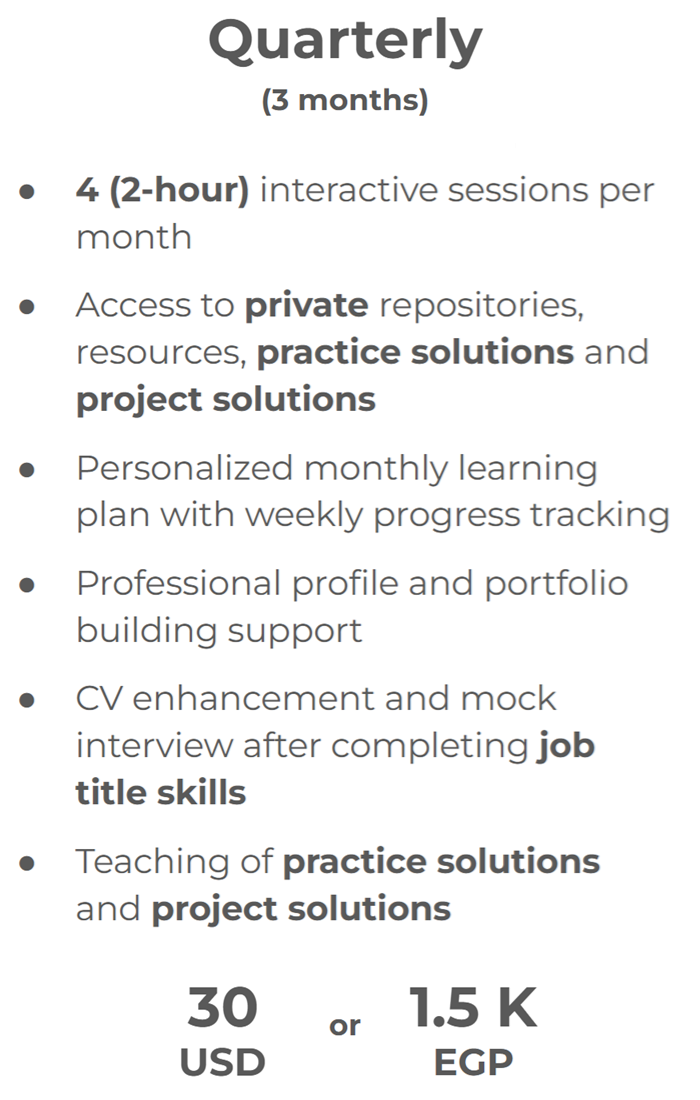 Quarterly
(3 months)
● 4 (2-hour) interactive sessions per
month
● Access to private repositories,
resources, practice solutions and
project solutions
● Personalized monthly learning
plan with weekly progress tracking
● Professional profile and portfolio
building support
● CV enhancement and mock
interview after completing job
title skills
● Teaching of practice solutions
and project solutions
30 or 1.5 K
USD EGP